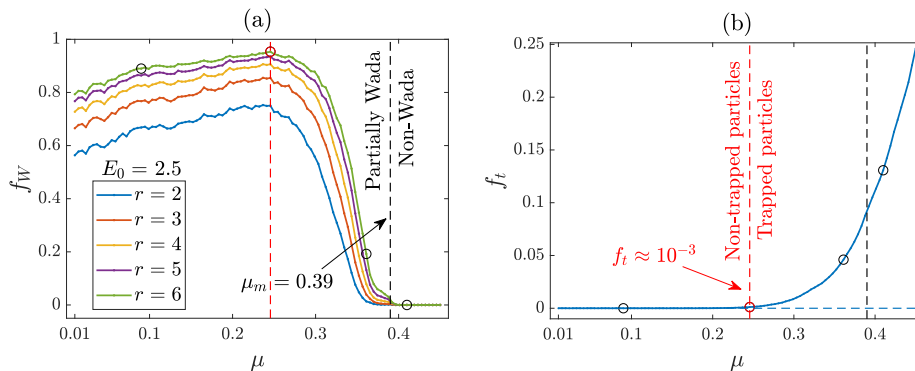 (a)
f_W
1
0.8
0.6
0.4
0.2
0
E_0 = 2.5
r = 2
r = 3
r = 4
r = 5
r = 6
μ_m = 0.39
Partially Wada
Non-Wada
0.01 0.1 0.2 0.3 0.4
μ
(b)
f_t
0.25
0.2
0.15
0.1
0.05
0
Non-trapped particles
Trapped particles
f_t ≈ 10^{-3}
0.01 0.1 0.2 0.3 0.4
μ